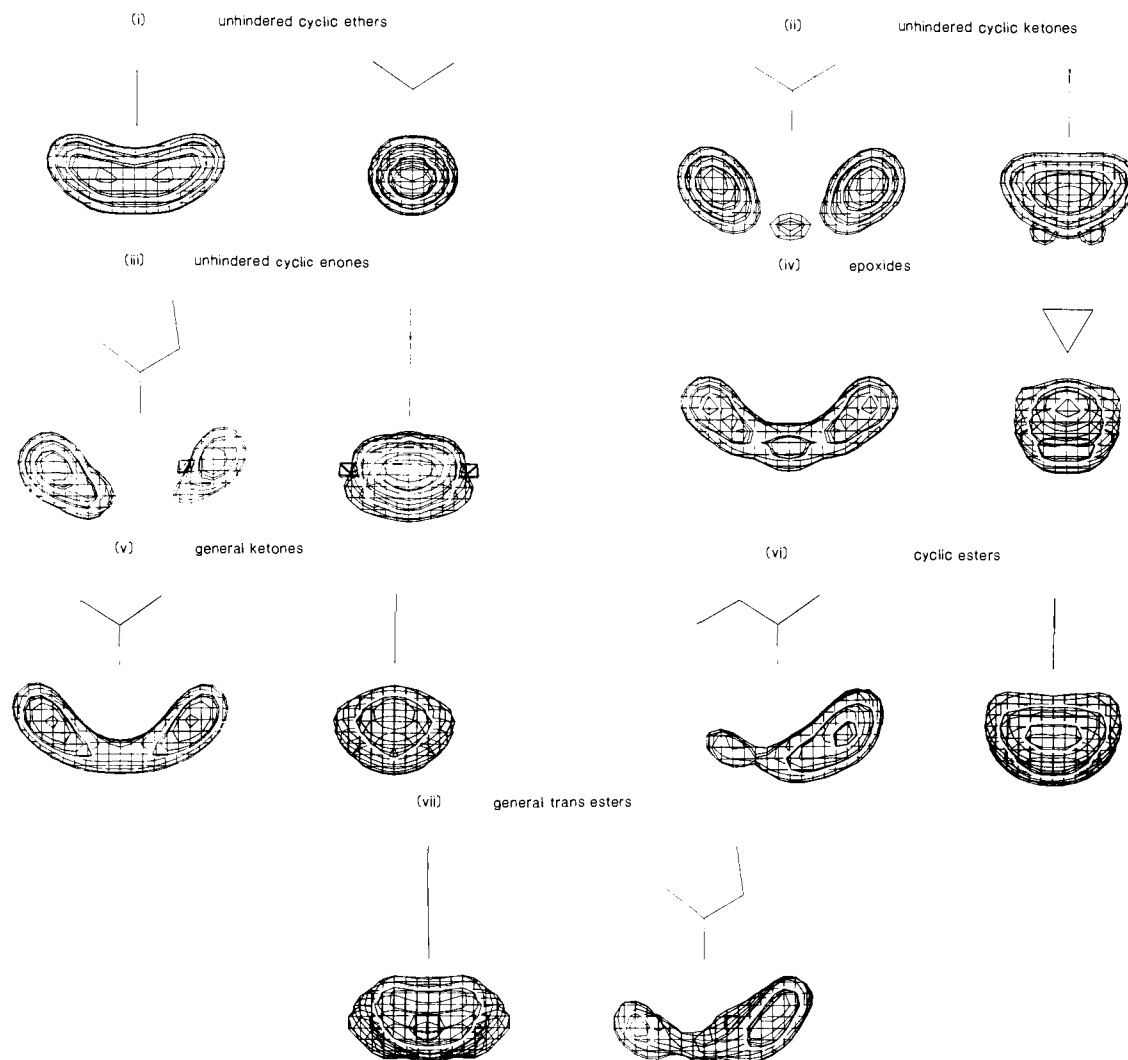 (i) unhindered cyclic ethers
(ii) unhindered cyclic ketones
(iii) unhindered cyclic enones
(iv) epoxides
(v) general ketones
(vi) cyclic esters
(vii) general trans esters